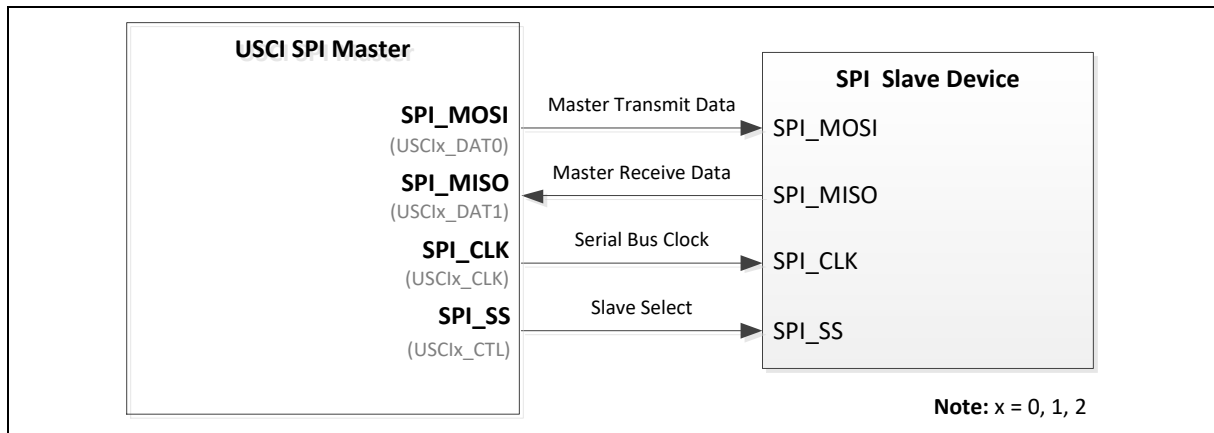 USCI SPI Master
SPI_MOSI
(USCIx_DAT0)
SPI_MISO
(USCIx_DAT1)
SPI_CLK
(USCIx_CLK)
SPI_SS
(USCIx_CTL)
Master Transmit Data
Master Receive Data
Serial Bus Clock
Slave Select
SPI Slave Device
SPI_MOSI
SPI_MISO
SPI_CLK
SPI_SS
Note: x = 0, 1, 2